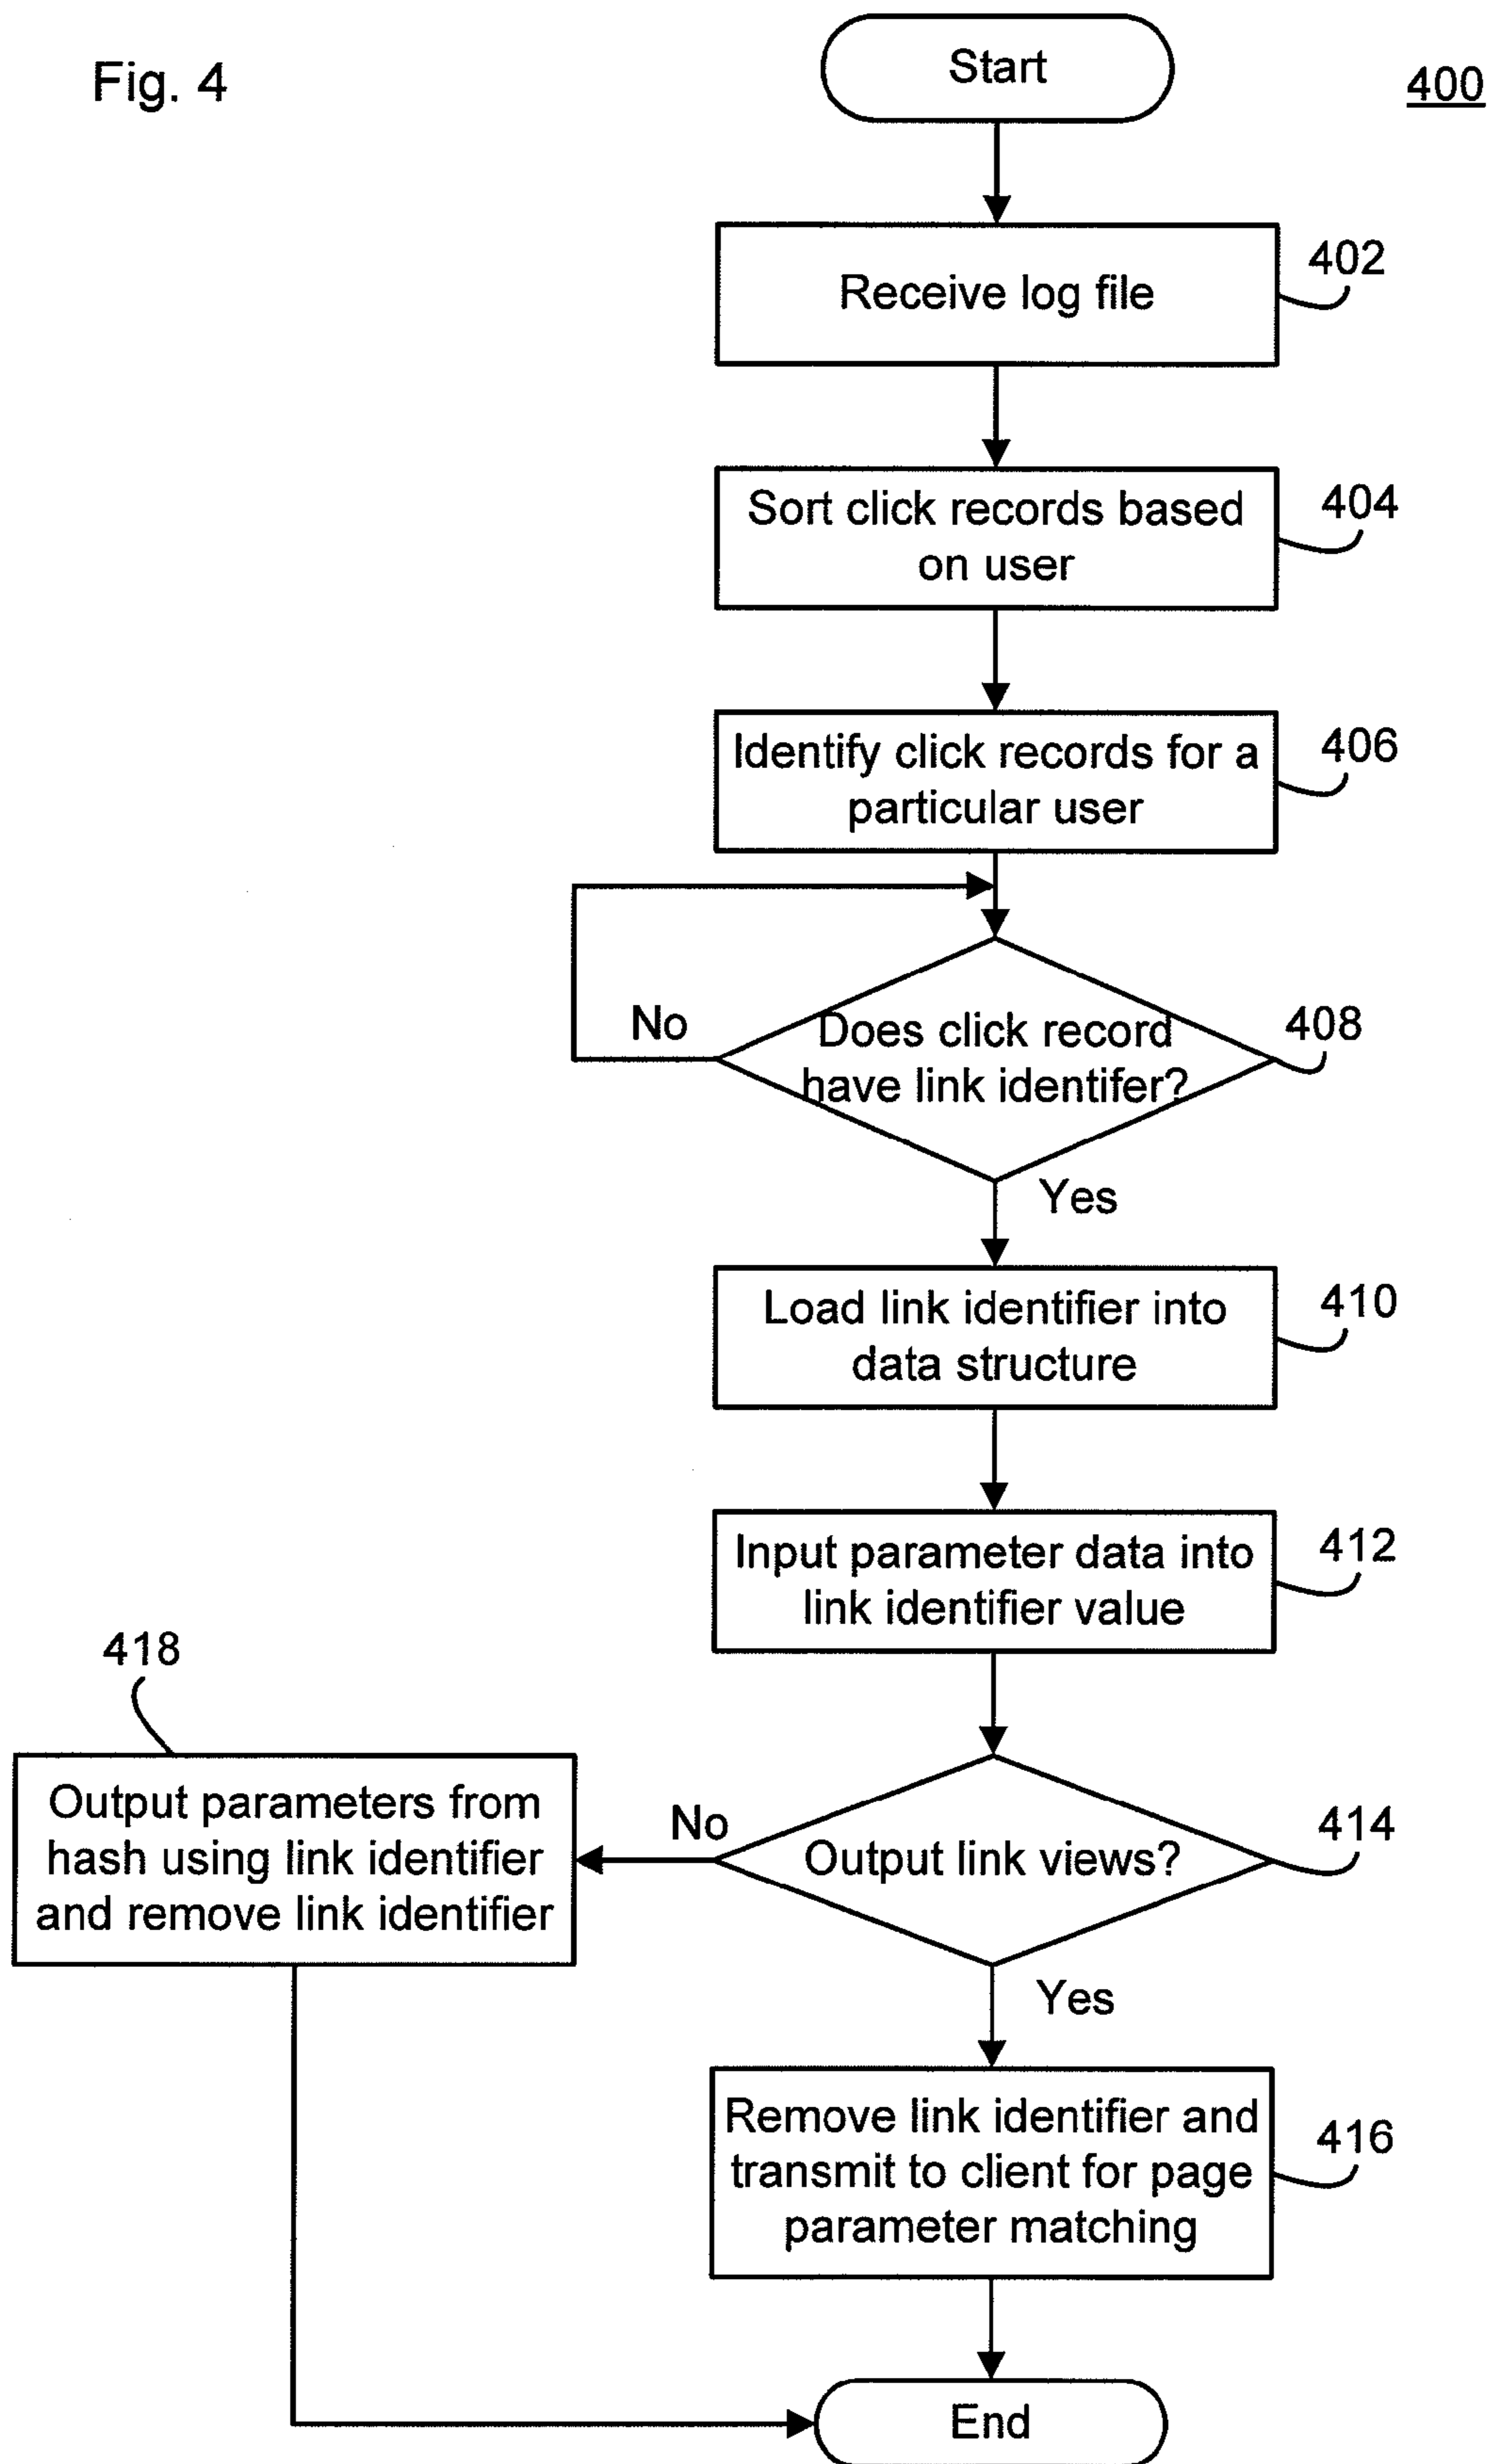 Fig. 4
Start
400
Receive log file
402
Sort click records based
on user
404
Identify click records for a
particular user
406
No
Does click record
have link identifer?
408
Yes
Load link identifier into
data structure
410
Input parameter data into
link identifier value
412
418
Output parameters from
hash using link identifier
and remove link identifier
No
Output link views?
414
Yes
Remove link identifier and
transmit to client for page
parameter matching
416
End